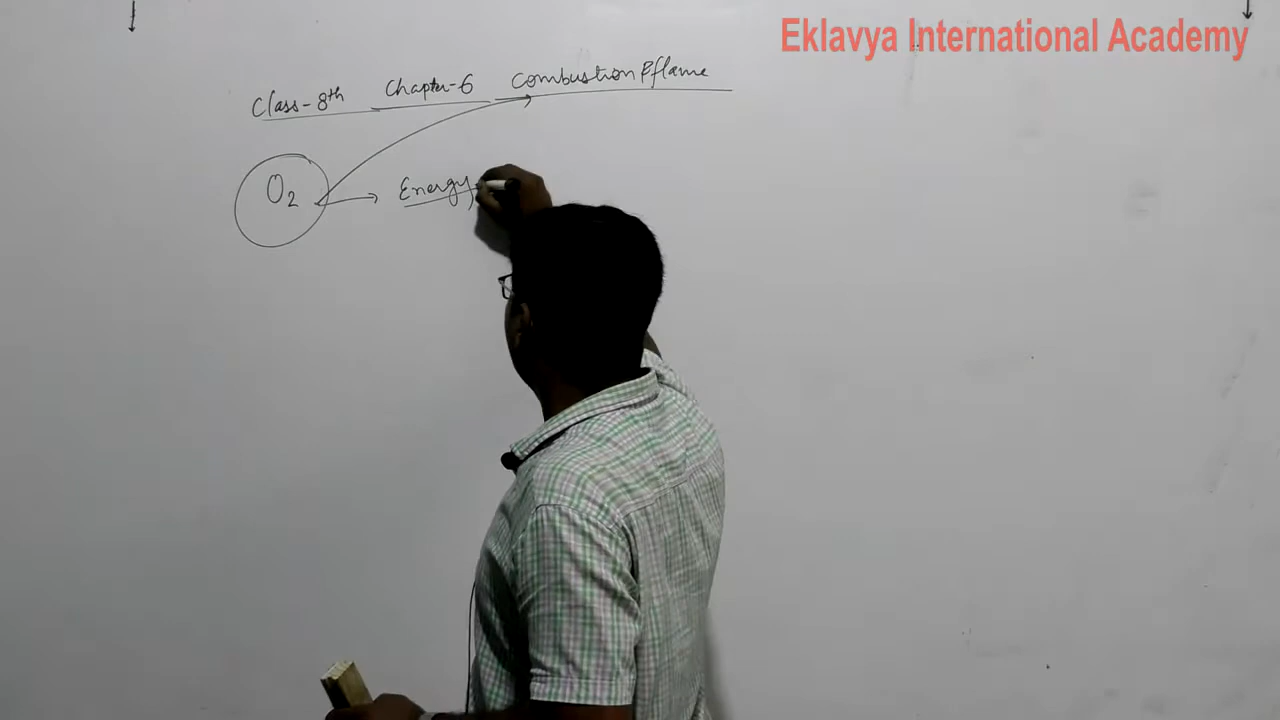 Eklavya International Academy
Class-8th Chapter-6 Combustion & flame
O2 Energy